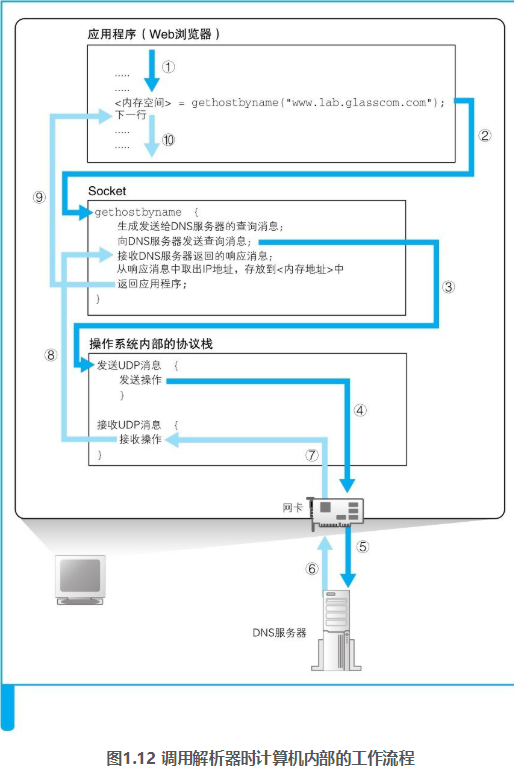 应用程序（Web浏览器）
.....
①
.....
<内存空间> = gethostbyname("www.lab.glasscom.com");
下一行
.....
⑩
.....
②
⑨
Socket
gethostbyname {
生成发送给DNS服务器的查询消息;
向DNS服务器发送查询消息;
接收DNS服务器返回的响应消息;
从响应消息中取出IP地址，存放到<内存地址>中
返回应用程序;
}
③
⑧
操作系统内部的协议栈
发送UDP消息 {
发送操作
}
④
接收UDP消息 {
接收操作
}
⑦
网卡
⑤
⑥
DNS服务器
图1.12 调用解析器时计算机内部的工作流程